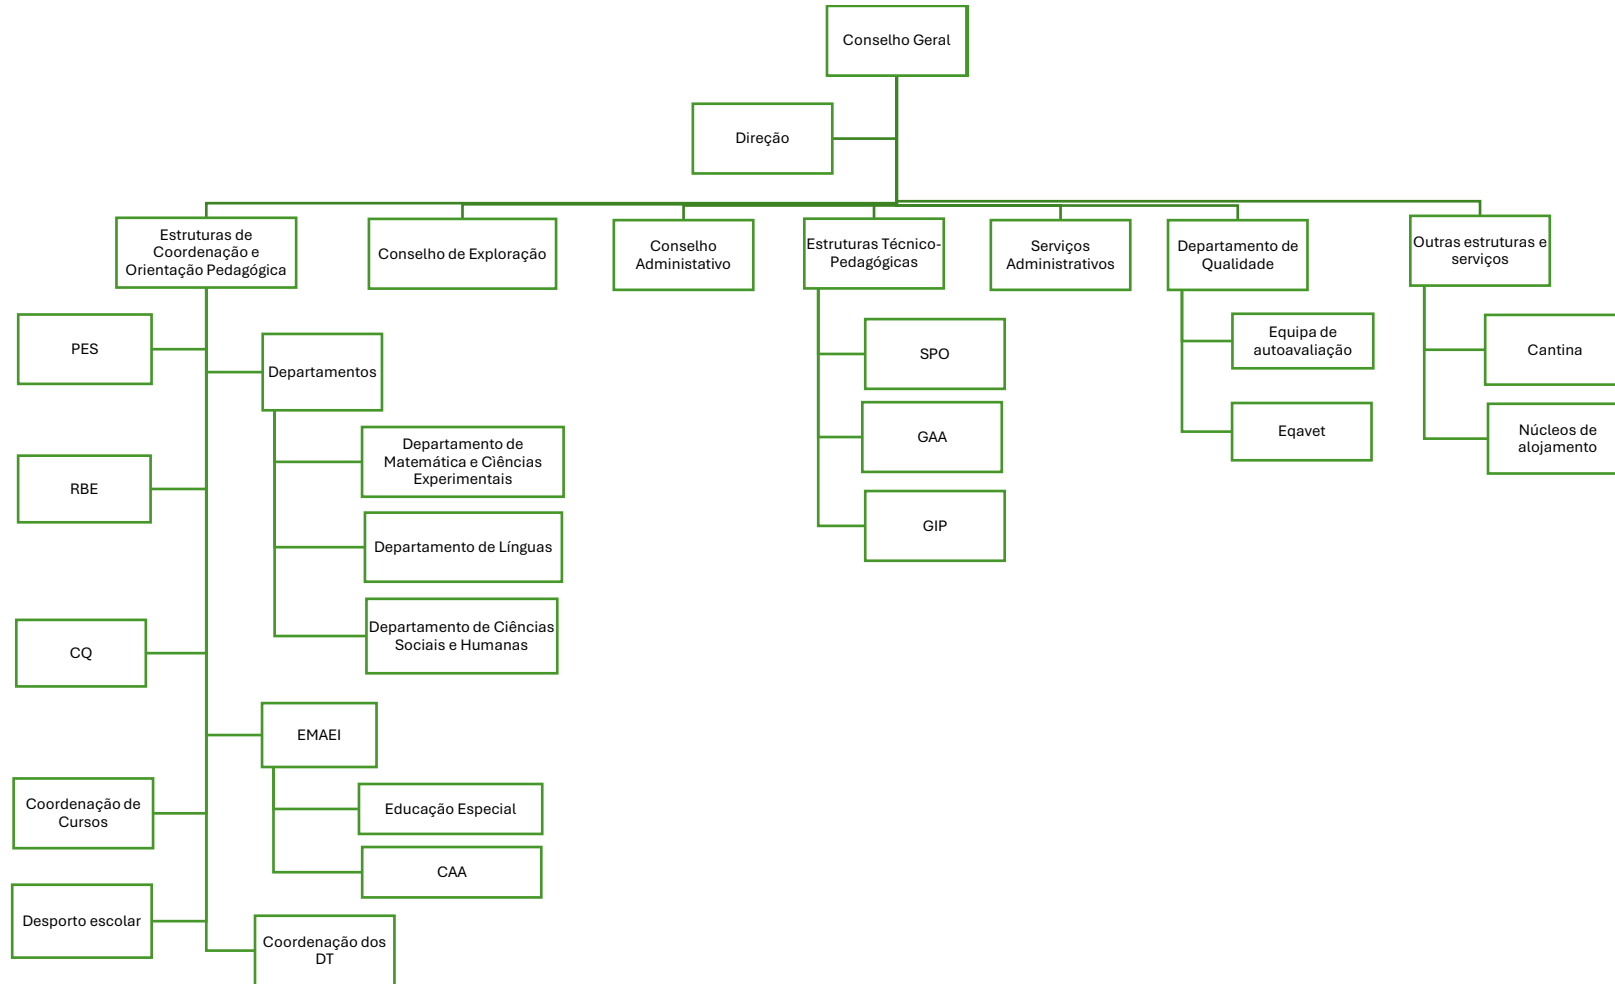 Conselho Geral
Direção
Estruturas de
Coordenação e
Orientação Pedagógica
Conselho de Exploração
Conselho
Administativo
Estruturas Técnico-
Pedagógicas
Serviços
Administrativos
Departamento de
Qualidade
Outras estruturas e
serviços
PES
Departamentos
RBE
Departamento de
Matemática e Cìências
Experimentais
Departamento de Línguas
Departamento de Ciências
Sociais e Humanas
CQ
EMAEI
Educação Especial
CAA
Coordenação de
Cursos
Desporto escolar
Coordenação dos
DT
SPO
GAA
GIP
Equipa de
autoavaliação
Eqavet
Cantina
Núcleos de
alojamento